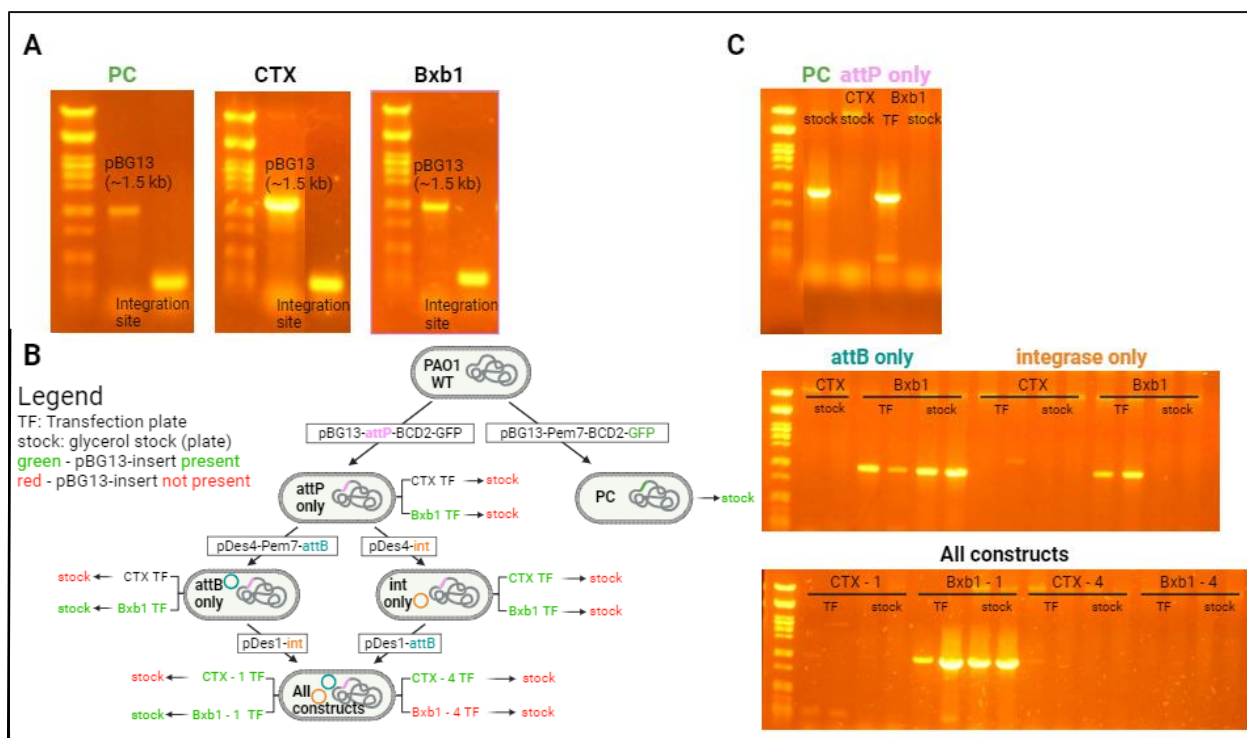 A
PC
CTX
Bxb1
pBG13
(~1.5 kb)
pBG13
(~1.5 kb)
pBG13
(~1.5 kb)
Integration
site
Integration
site
Integration
site
B
Legend
TF: Transfection plate
stock: glycerol stock (plate)
green - pBG13-insert present
red - pBG13-insert not present
PAO1
WT
pBG13-attP-BCD2-GFP
pBG13-Pem7-BCD2-GFP
attP
only
CTX TF
stock
Bxb1 TF
stock
PC
stock
pDes4-Pem7-attB
pDes4-int
stock
CTX TF
stock
Bxb1 TF
attB
only
int
only
CTX TF
stock
Bxb1 TF
stock
pDes1-int
pDes1-attB
stock
CTX - 1 TF
stock
Bxb1 - 1 TF
All
constructs
CTX - 4 TF
stock
Bxb1 - 4 TF
stock
C
PC attP only
CTX Bxb1
stock stock TF stock
attB only integrase only
CTX Bxb1 CTX Bxb1
stock TF stock TF stock TF stock
All constructs
CTX - 1 Bxb1 - 1 CTX - 4 Bxb1 - 4
TF stock TF stock TF stock TF stock